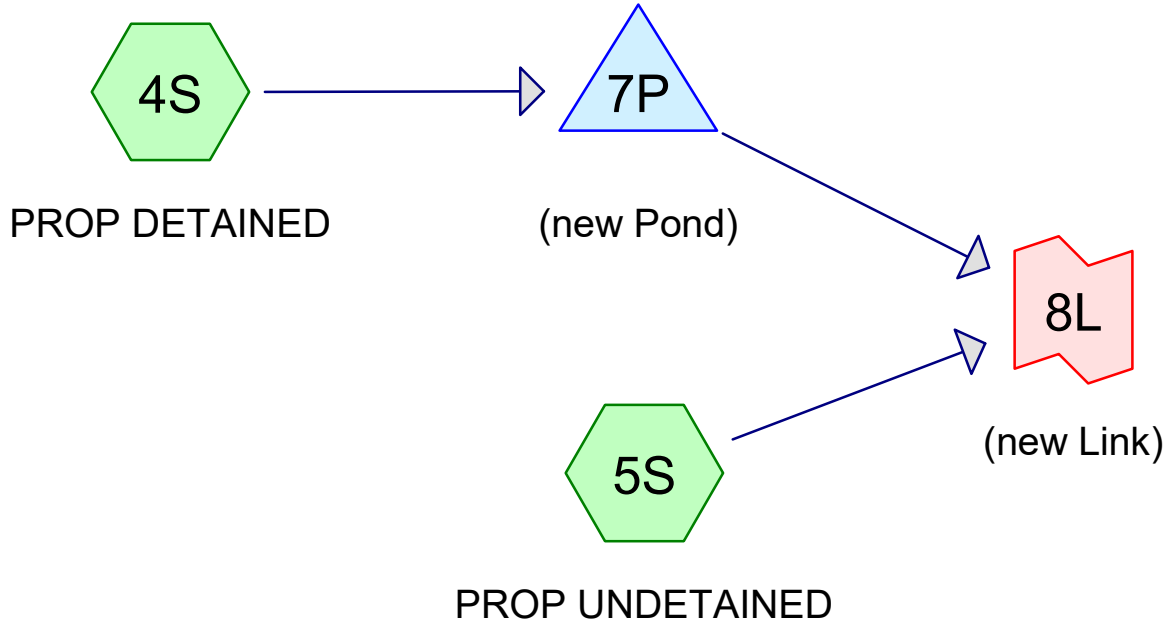 4S
7P
PROP DETAINED
(new Pond)
8L
(new Link)
5S
PROP UNDETAINED